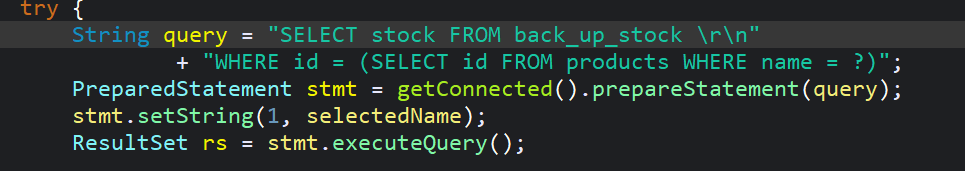 try {
String query = "SELECT stock FROM back_up_stock \r\n"
+ "WHERE id = (SELECT id FROM products WHERE name = ?)";
PreparedStatement stmt = getConnected().prepareStatement(query);
stmt.setString(1, selectedName);
ResultSet rs = stmt.executeQuery();